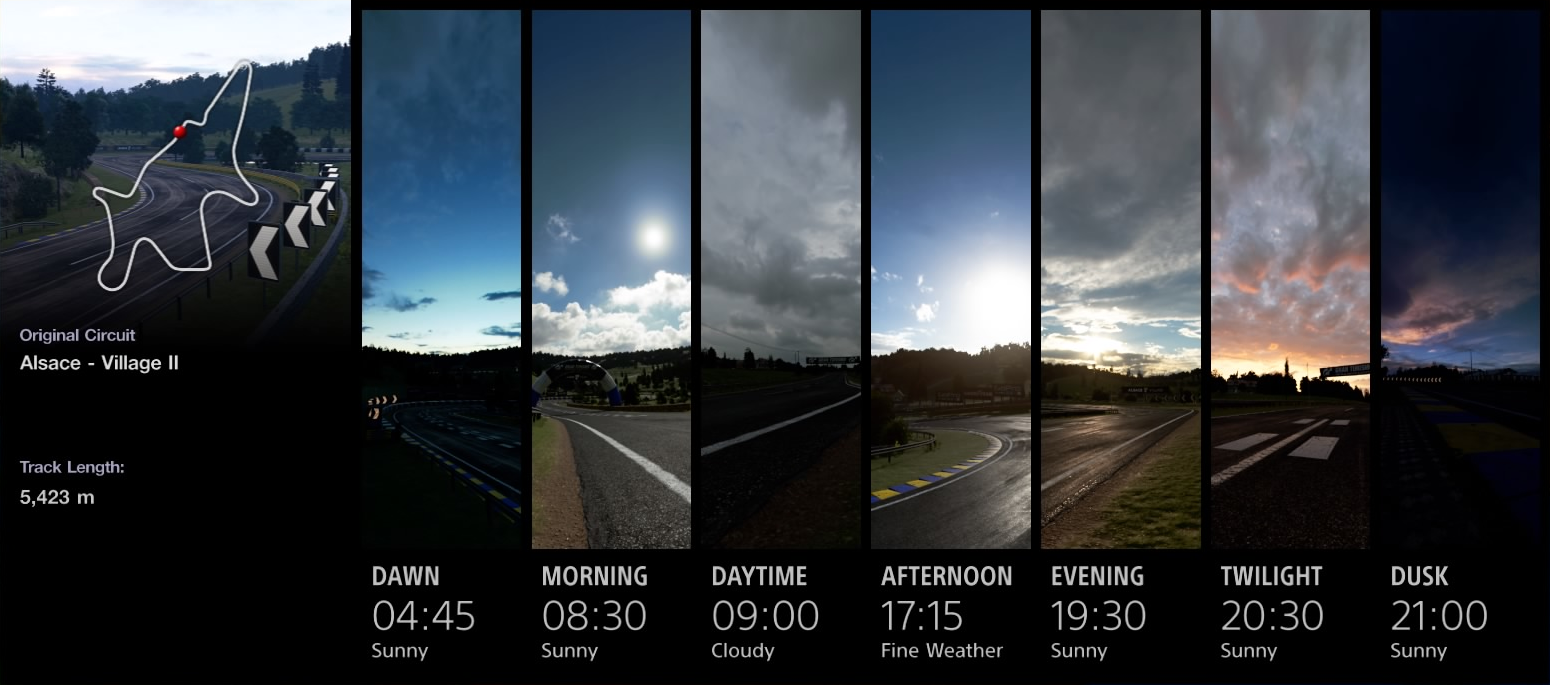 Original Circuit
Alsace - Village II
Track Length:
5,423 m
DAWN
04:45
Sunny
MORNING
08:30
Sunny
DAYTIME
09:00
Cloudy
AFTERNOON
17:15
Fine Weather
EVENING
19:30
Sunny
TWILIGHT
20:30
Sunny
DUSK
21:00
Sunny